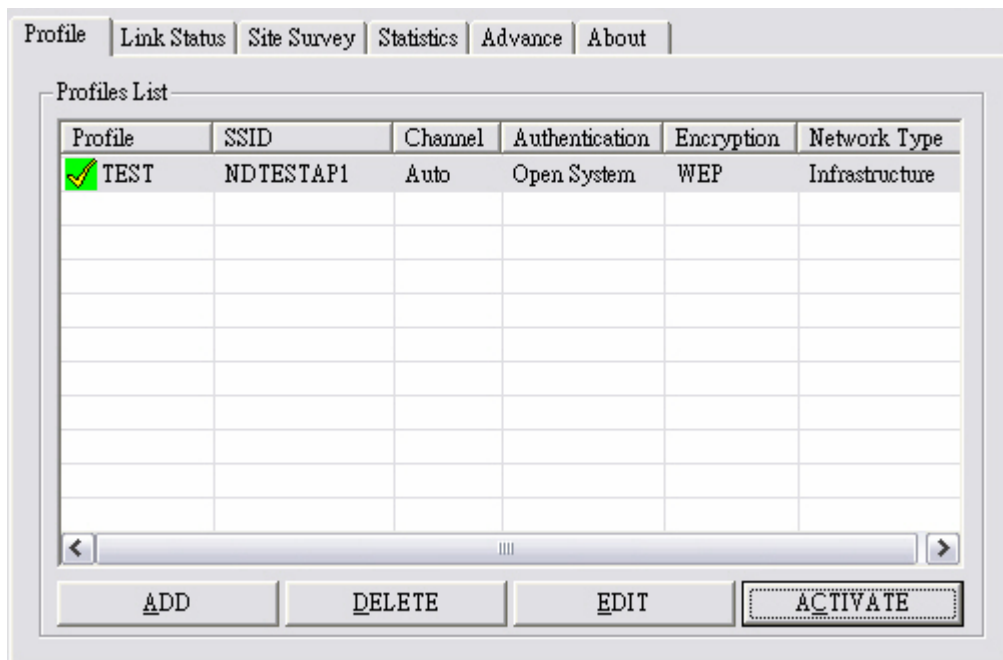 Profile Link Status Site Survey Statistics Advance About
Profiles List
Profile SSID Channel Authentication Encryption Network Type
TEST NDTESTAP1 Auto Open System WEP Infrastructure
ADD DELETE EDIT ACTIVATE